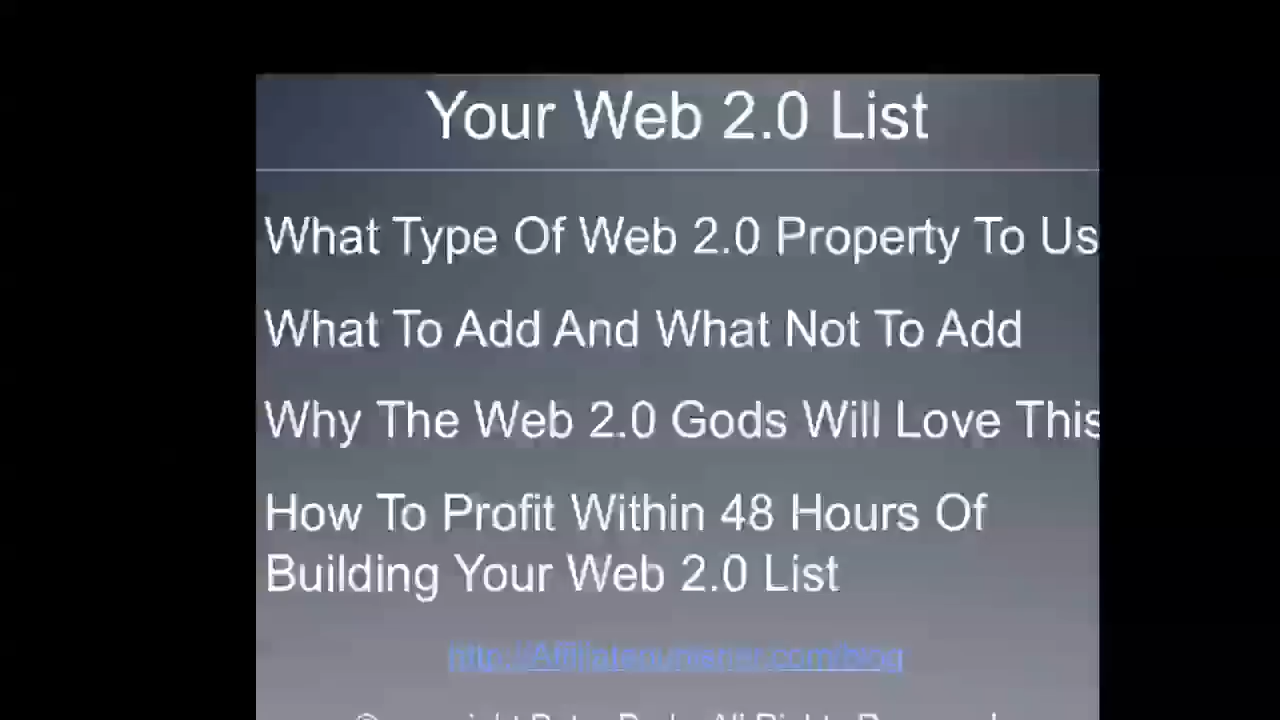 Your Web 2.0 List
What Type Of Web 2.0 Property To Us
What To Add And What Not To Add
Why The Web 2.0 Gods Will Love This
How To Profit Within 48 Hours Of
Building Your Web 2.0 List